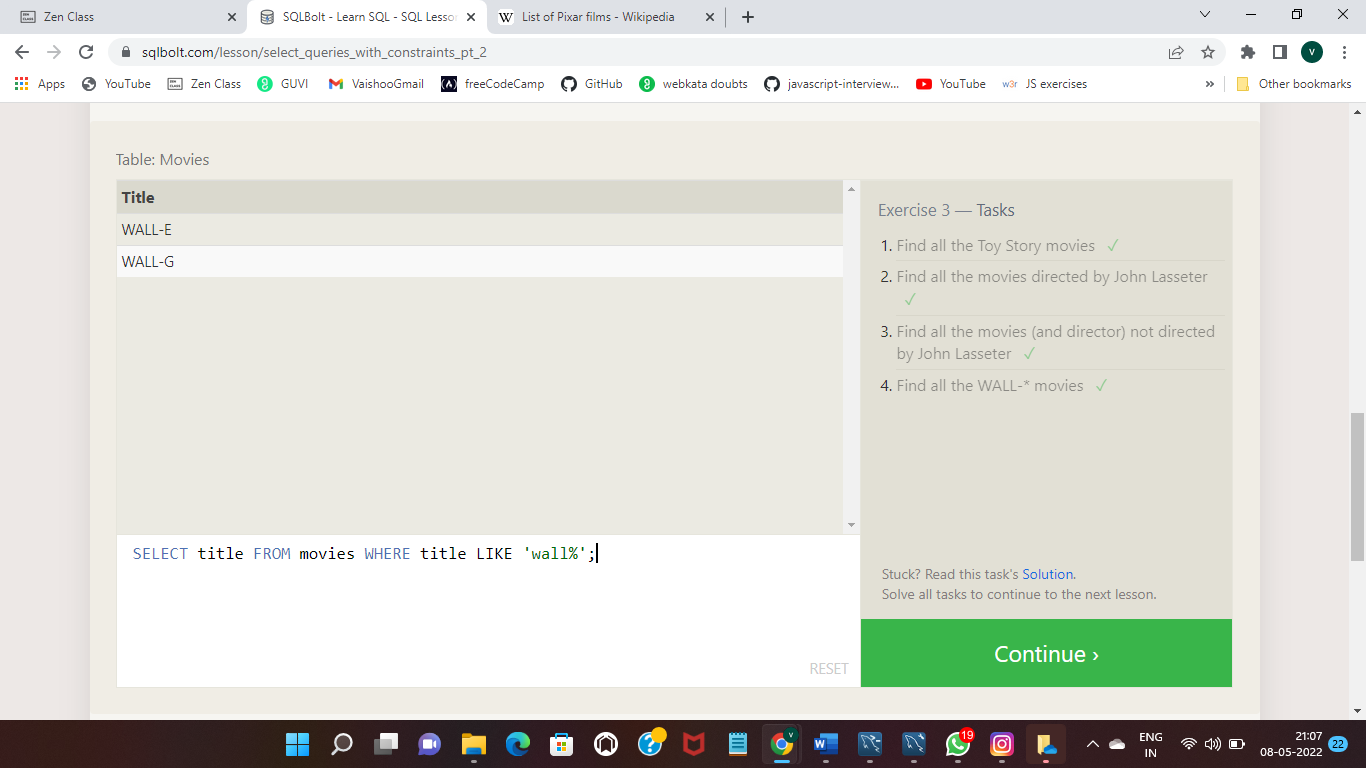 Zen Class
SQLBolt - Learn SQL - SQL Lesson
List of Pixar films - Wikipedia
sqlbolt.com/lesson/select_queries_with_constraints_pt_2
V
Apps
YouTube
Zen Class
GUVI
VaishooGmail
freeCodeCamp
GitHub
webkata doubts
javascript-interview...
YouTube
w3r JS exercises
»
Other bookmarks
Table: Movies
Title
WALL-E
WALL-G
SELECT title FROM movies WHERE title LIKE 'wall%';
RESET
Exercise 3 — Tasks
1. Find all the Toy Story movies ✓
2. Find all the movies directed by John Lasseter
✓
3. Find all the movies (and director) not directed
by John Lasseter ✓
4. Find all the WALL-* movies ✓
Stuck? Read this task's Solution.
Solve all tasks to continue to the next lesson.
Continue ›
19
ENG
IN
21:07
08-05-2022
22